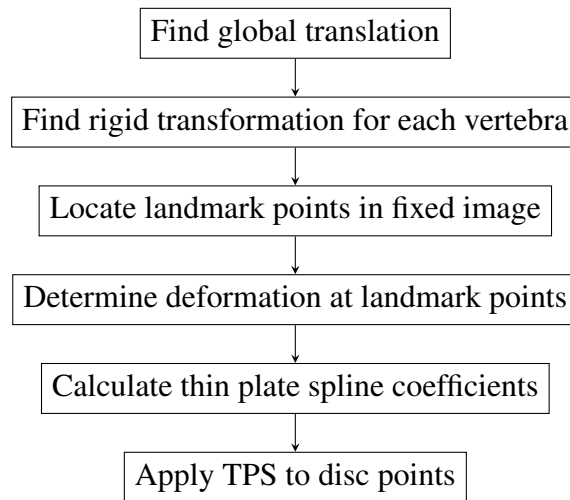 Find global translation
Find rigid transformation for each vertebra
Locate landmark points in fixed image
Determine deformation at landmark points
Calculate thin plate spline coefficients
Apply TPS to disc points